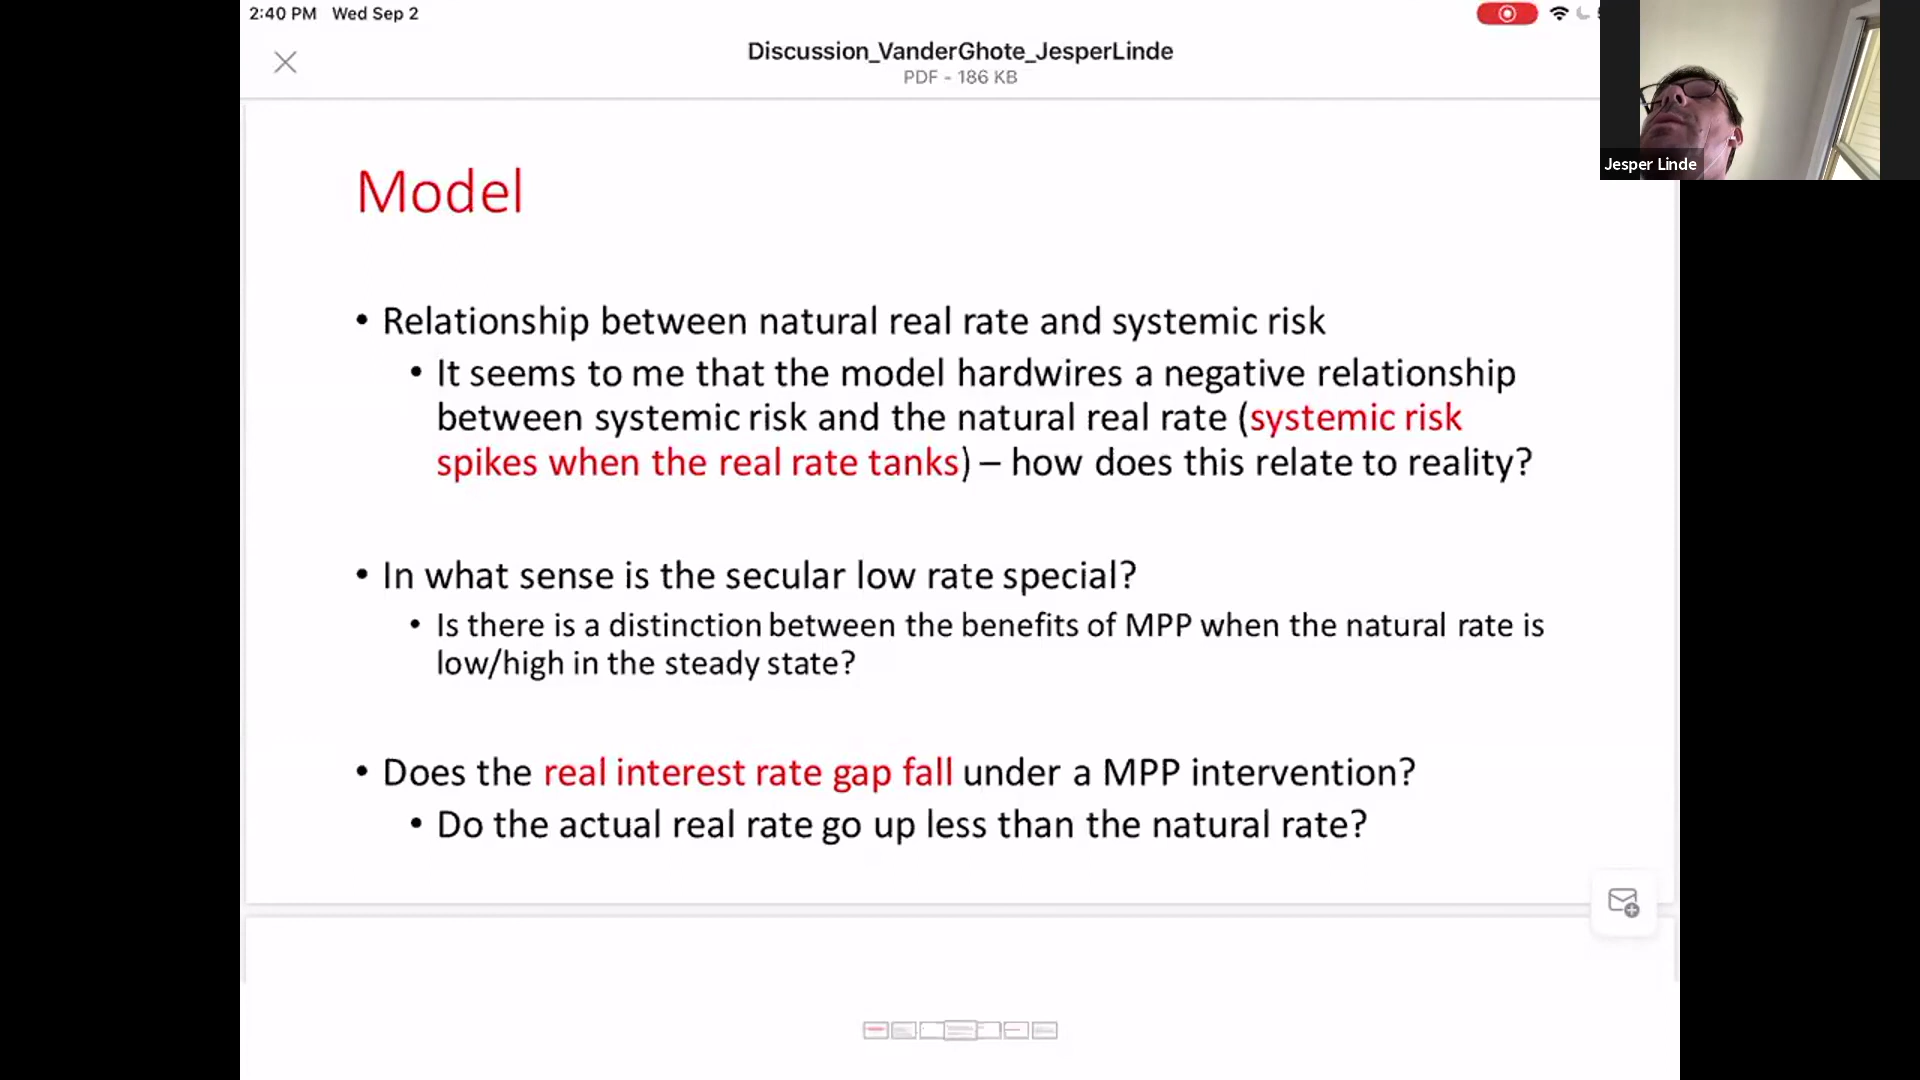 2:40 PM Wed Sep 2
Discussion_VanderGhote_JesperLinde
PDF - 186 KB
Jesper Linde
Model
• Relationship between natural real rate and systemic risk
• It seems to me that the model hardwires a negative relationship
between systemic risk and the natural real rate (systemic risk
spikes when the real rate tanks) – how does this relate to reality?
• In what sense is the secular low rate special?
• Is there is a distinction between the benefits of MPP when the natural rate is
low/high in the steady state?
• Does the real interest rate gap fall under a MPP intervention?
• Do the actual real rate go up less than the natural rate?